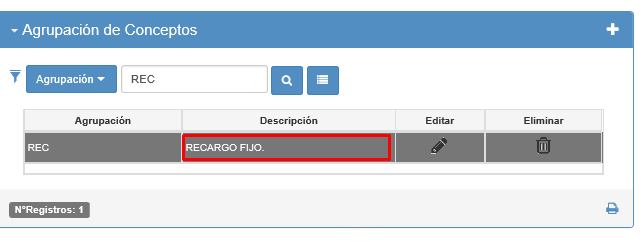 Agrupación de Conceptos
Agrupación REC
Agrupación Descripción Editar Eliminar
REC RECARGO FIJO.
N°Registros: 1